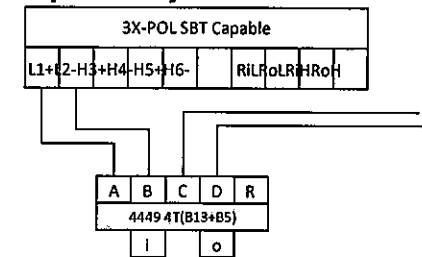 3X-POL SBT Capable
L1+L2-H3+H4-H5+H6- RiLRoLRiHRoH
A B C D R
4449 4T(B13+B5)
I o